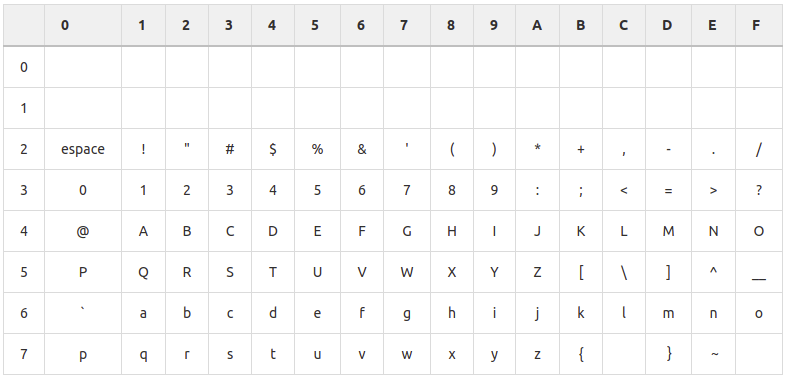 0 1 2 3 4 5 6 7 8 9 A B C D E F
0
1
2 espace ! " # $ % & ' ( ) * + , - . /
3 0 1 2 3 4 5 6 7 8 9 : ; < = > ?
4 @ A B C D E F G H I J K L M N O
5 P Q R S T U V W X Y Z [ \ ] ^ __
6 ` a b c d e f g h i j k l m n o
7 p q r s t u v w x y z { } ~